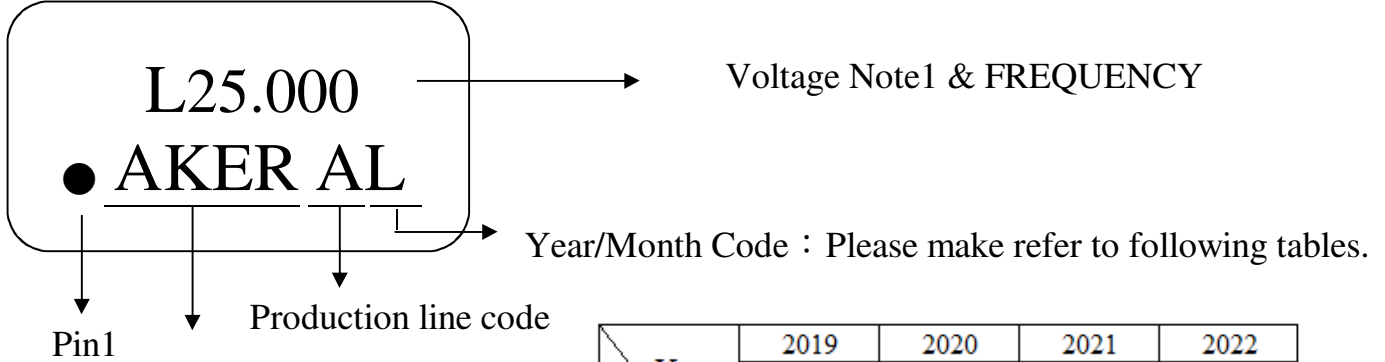 L25.000
Voltage Note1 & FREQUENCY
● AKER AL
Year/Month Code：Please make refer to following tables.
Production line code
Pin1
2019 2020 2021 2022